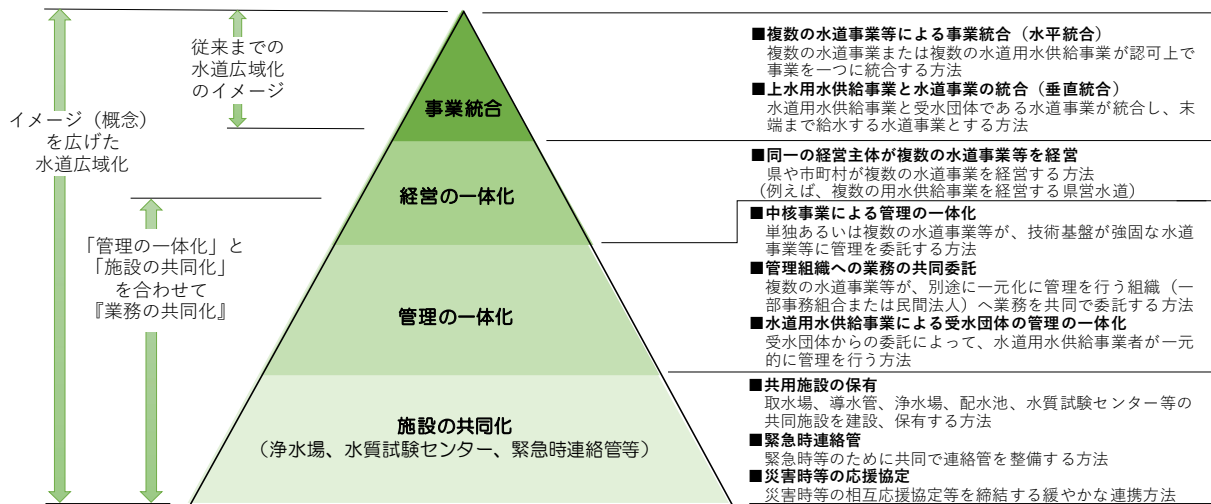 イメージ（概念）
を広げた
水道広域化
従来までの
水道広域化
のイメージ
「管理の一体化」と
「施設の共同化」
を合わせて
『業務の共同化』
事業統合
経営の一体化
管理の一体化
施設の共同化
（浄水場、水質試験センター、緊急時連絡管等）
■複数の水道事業等による事業統合（水平統合）
複数の水道事業または複数の水道用水供給事業が認可上で
事業を一つに統合する方法
■上水用水供給事業と水道事業の統合（垂直統合）
水道用水供給事業と受水団体である水道事業が統合し、末
端まで給水する水道事業とする方法
■同一の経営主体が複数の水道事業等を経営
県や市町村が複数の水道事業を経営する方法
（例えば、複数の用水供給事業を経営する県営水道）
■中核事業による管理の一体化
単独あるいは複数の水道事業等が、技術基盤が強固な水道
事業等に管理を委託する方法
■管理組織への業務の共同委託
複数の水道事業等が、別途に一元化に管理を行う組織（一
部事務組合または民間法人）へ業務を共同で委託する方法
■水道用水供給事業による受水団体の管理の一体化
受水団体からの委託によって、水道用水供給事業者が一元
的に管理を行う方法
■共用施設の保有
取水場、導水管、浄水場、配水池、水質試験センター等の
共同施設を建設、保有する方法
■緊急時連絡管
緊急時等のために共同で連絡管を整備する方法
■災害時等の応援協定
災害時等の相互応援協定等を締結する緩やかな連携方法